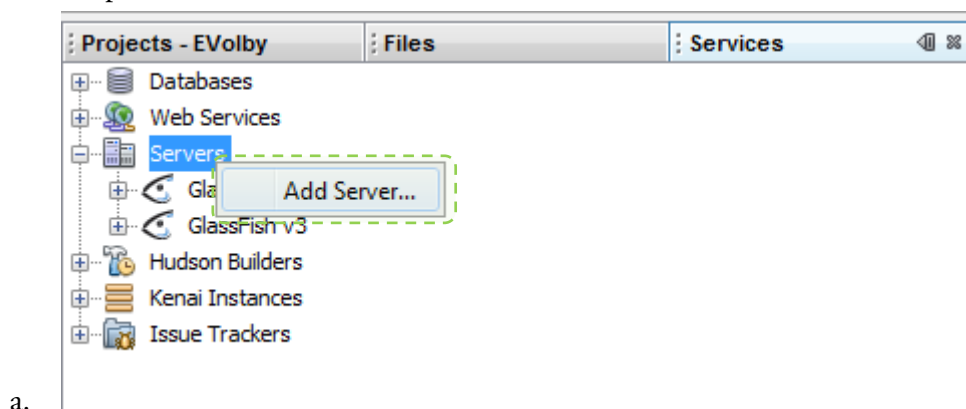 Projects - EVolby Files Services
Databases
Web Services
Servers
Add Server...
GlassFish v3
Hudson Builders
Kenai Instances
Issue Trackers
a.